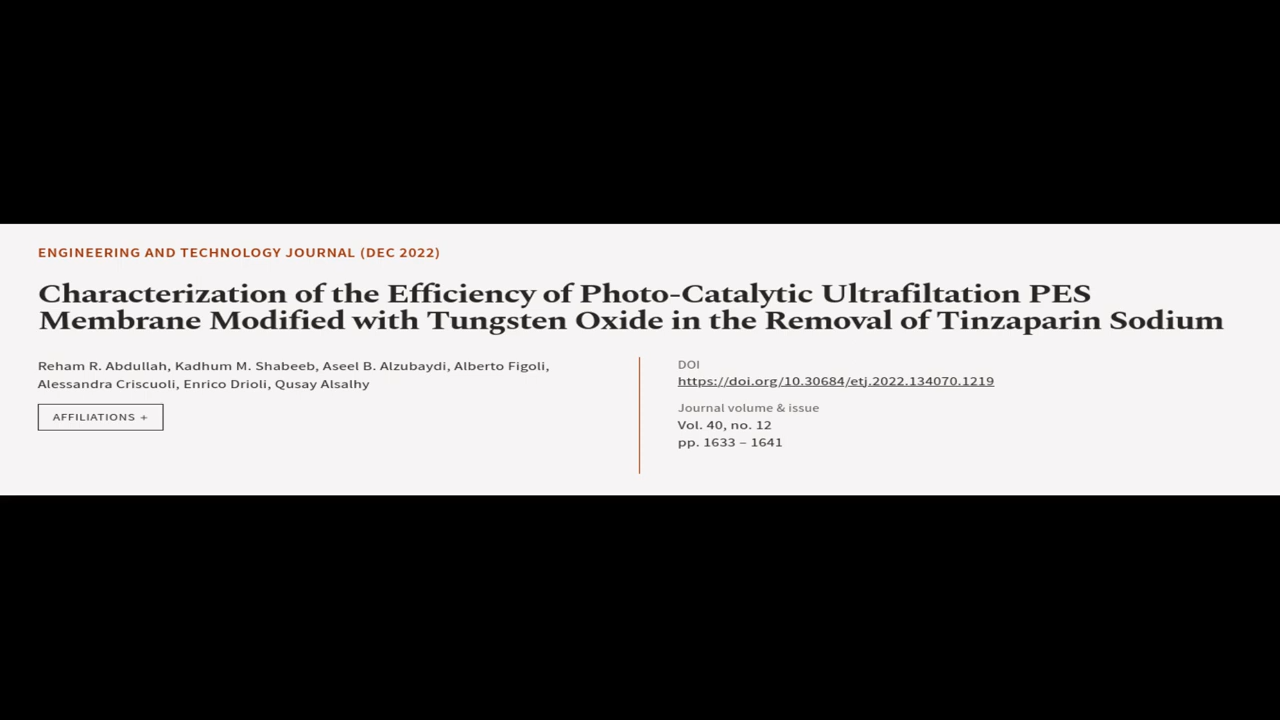 ENGINEERING AND TECHNOLOGY JOURNAL (DEC 2022)
Characterization of the Efficiency of Photo-Catalytic Ultrafiltation PES
Membrane Modified with Tungsten Oxide in the Removal of Tinzaparin Sodium
Reham R. Abdullah, Kadhum M. Shabeeb, Aseel B. Alzubaydi, Alberto Figoli,
Alessandra Criscuoli, Enrico Drioli, Qusay Alsalhy
AFFILIATIONS +
DOI
https://doi.org/10.30684/etj.2022.134070.1219
Journal volume & issue
Vol. 40, no. 12
pp. 1633 – 1641